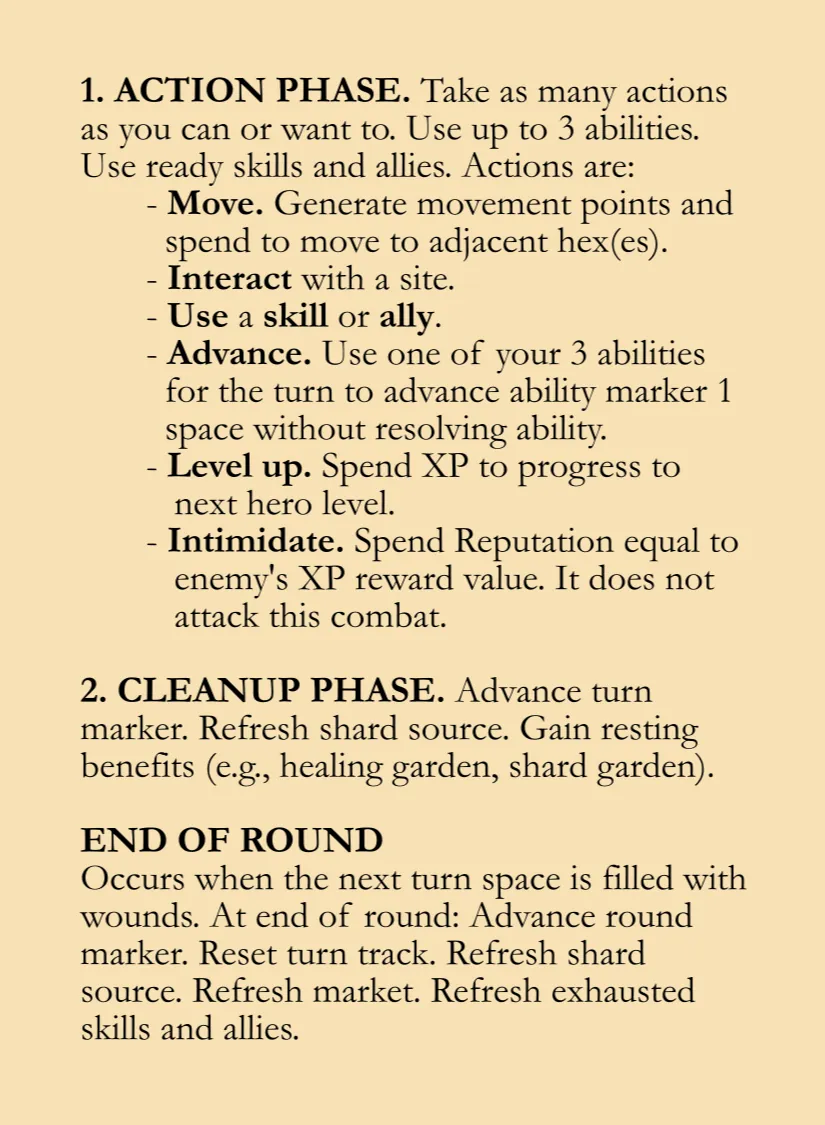 1. ACTION PHASE. Take as many actions
as you can or want to. Use up to 3 abilities.
Use ready skills and allies. Actions are:
- Move. Generate movement points and
spend to move to adjacent hex(es).
- Interact with a site.
- Use a skill or ally.
- Advance. Use one of your 3 abilities
for the turn to advance ability marker 1
space without resolving ability.
- Level up. Spend XP to progress to
next hero level.
- Intimidate. Spend Reputation equal to
enemy's XP reward value. It does not
attack this combat.
2. CLEANUP PHASE. Advance turn
marker. Refresh shard source. Gain resting
benefits (e.g., healing garden, shard garden).
END OF ROUND
Occurs when the next turn space is filled with
wounds. At end of round: Advance round
marker. Reset turn track. Refresh shard
source. Refresh market. Refresh exhausted
skills and allies.